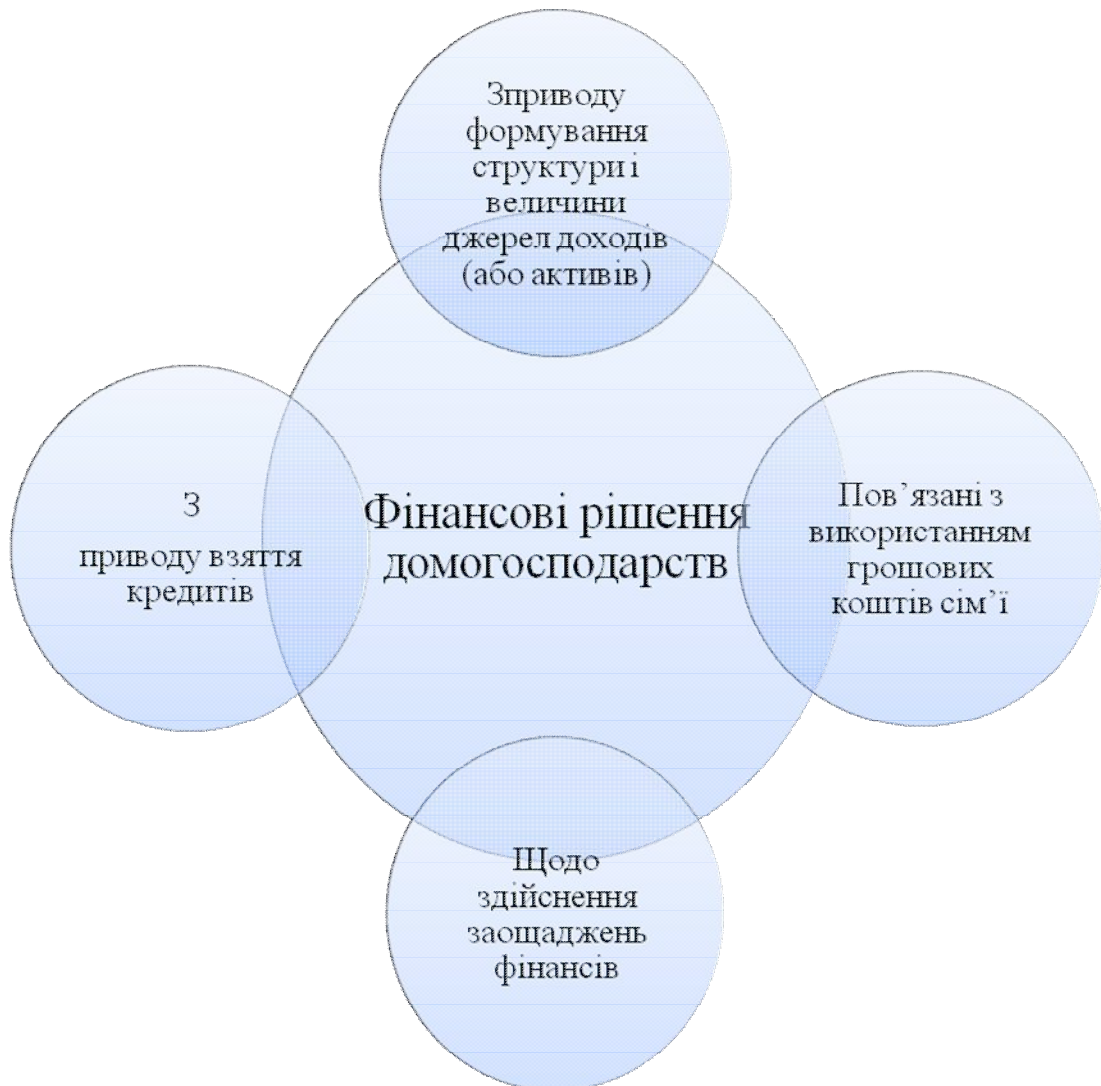 Зприводу
формування
структури і
величини
джерел доходів
(або активів)
З
приводу взяття
кредитів
Фінансові рішення
домогосподарств
Пов’язані з
використанням
грошових
коштів сім’ї
Щодо
здійснення
заощаджень
фінансів